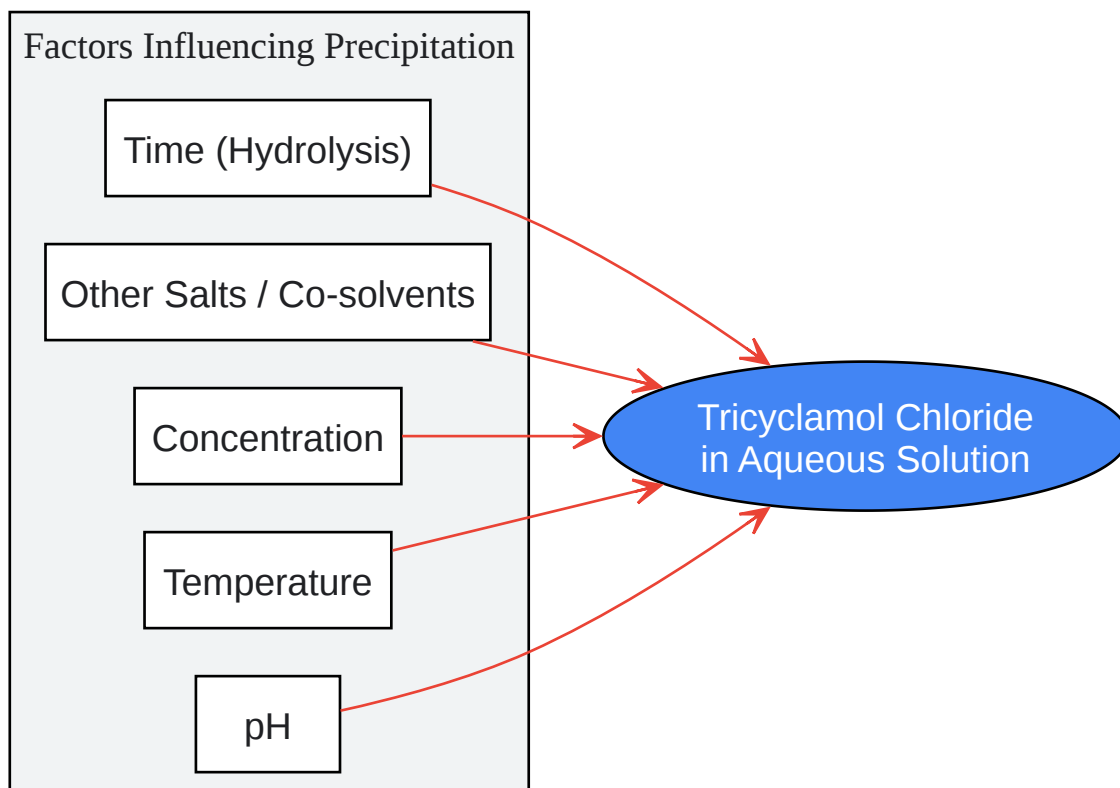 Factors Influencing Precipitation
Time (Hydrolysis)
Other Salts / Co-solvents
Concentration
Temperature
pH
Tricyclamol Chloride
in Aqueous Solution